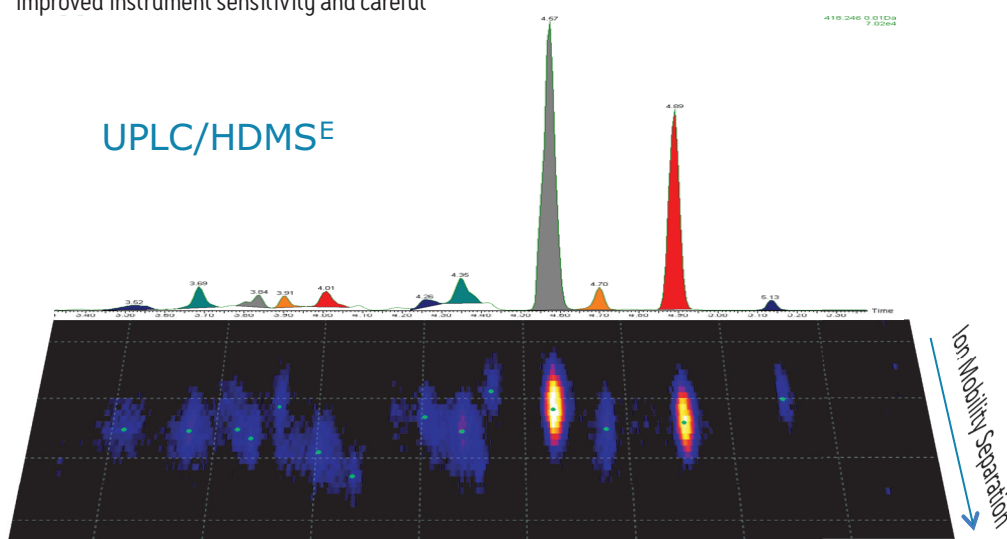 improved instrument sensitivity and careful
418.246 0.01Da
7.02e4
UPLC/HDMSᴱ
4.57
4.89
3.52
3.69
3.84
3.91
4.01
4.26
4.35
4.70
5.13
Time
Ion Mobility Separation